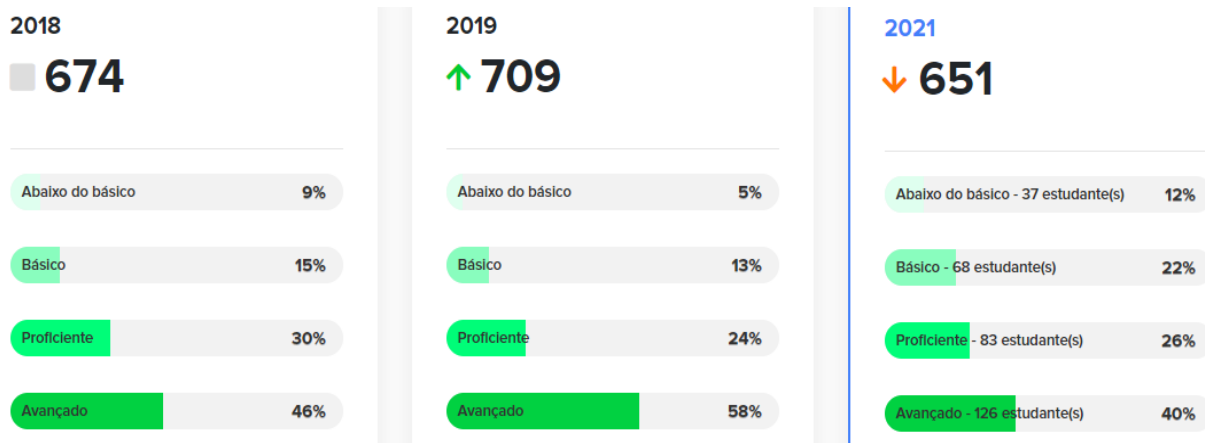 2018
674
Abaixo do básico 9%
Básico 15%
Proficiente 30%
Avançado 46%
2019
709
Abaixo do básico 5%
Básico 13%
Proficiente 24%
Avançado 58%
2021
651
Abaixo do básico - 37 estudante(s) 12%
Básico - 68 estudante(s) 22%
Proficiente - 83 estudante(s) 26%
Avançado - 126 estudante(s) 40%